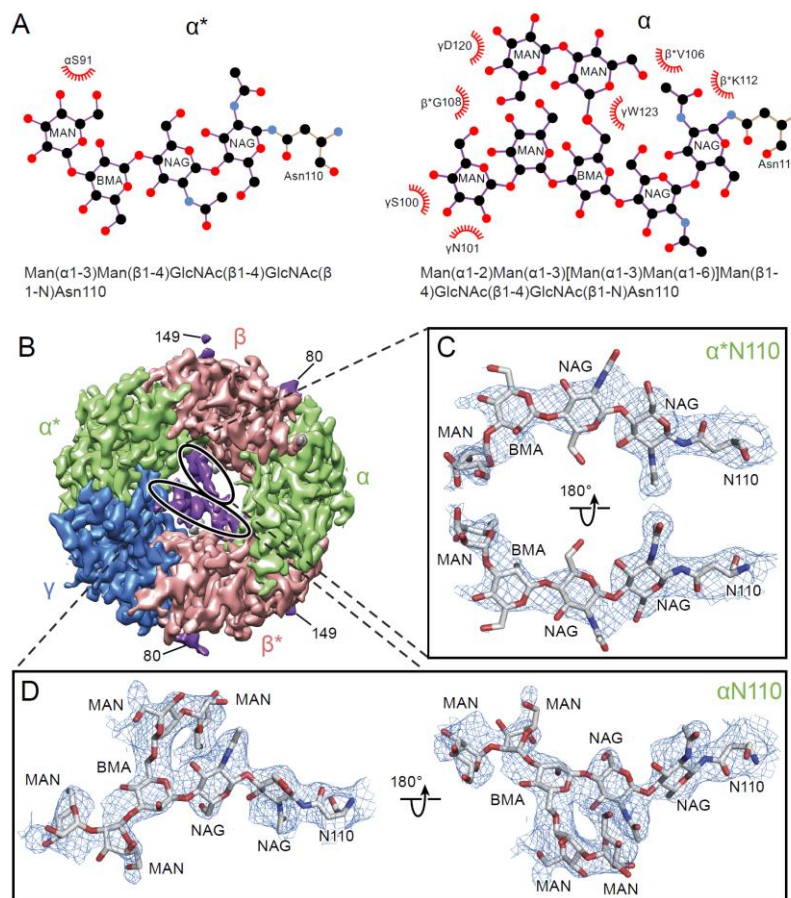 A
α*
α
αS91
MAN
BMA
NAG
NAG
Asn110
γD120
MAN
MAN
β*V106
β*K112
β*G108
γW123
MAN
MAN
BMA
NAG
NAG
Asn11
γS100
γN101
Man(α1-3)Man(β1-4)GlcNAc(β1-4)GlcNAc(β
1-N)Asn110
Man(α1-2)Man(α1-3)[Man(α1-3)Man(α1-6)]Man(β1-
4)GlcNAc(β1-4)GlcNAc(β1-N)Asn110
B
149
β
80
α*
α
γ
β*
80
149
C
α*N110
NAG
NAG
MAN
BMA
N110
180°
MAN
BMA
NAG
NAG
N110
D
αN110
MAN
MAN
MAN
BMA
MAN
NAG
NAG
N110
180°
MAN
MAN
NAG
BMA
NAG
N110
MAN
MAN